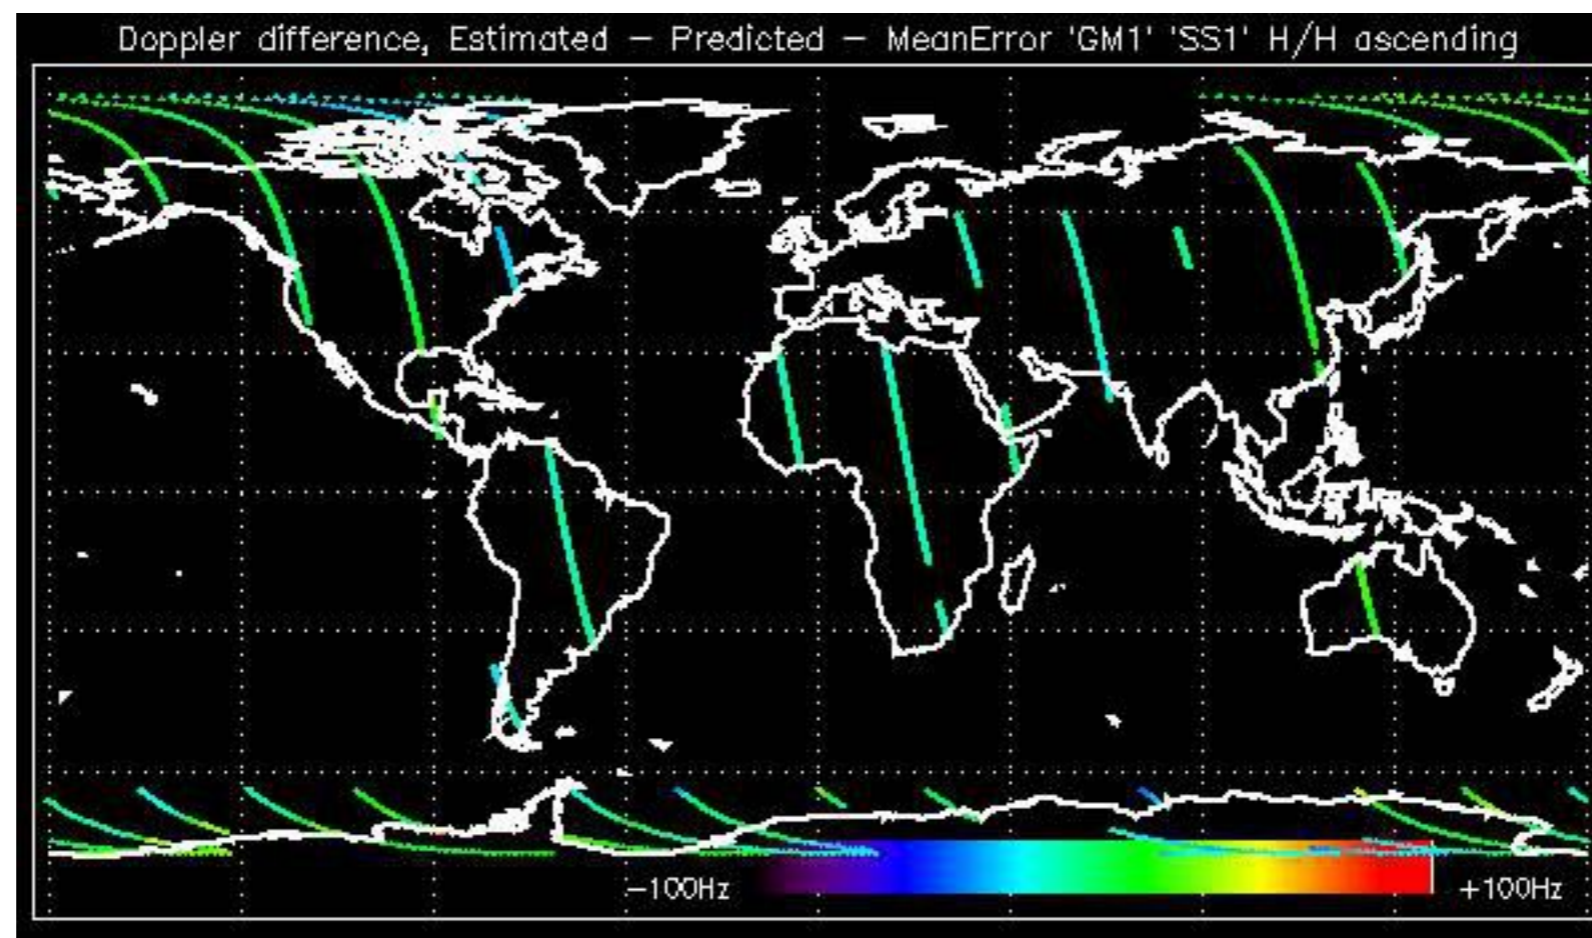 Doppler difference, Estimated – Predicted – MeanError 'GM1' 'SS1' H/H ascending
–100Hz +100Hz